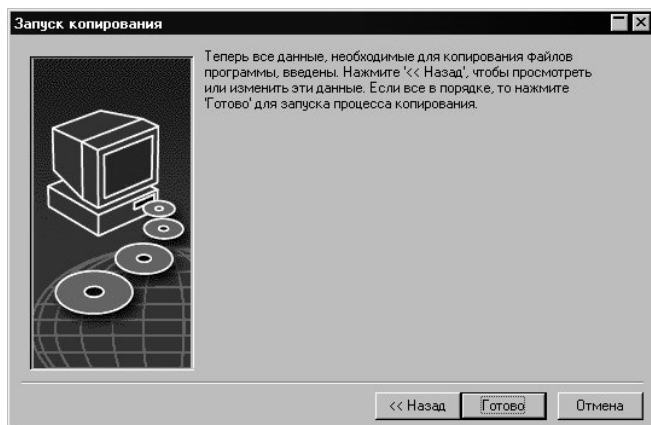 Запуск копирования
Теперь все данные, необходимые для копирования файлов
программы, введены. Нажмите '<< Назад', чтобы просмотреть
или изменить эти данные. Если все в порядке, то нажмите
'Готово' для запуска процесса копирования.
<< Назад
Готово
Отмена